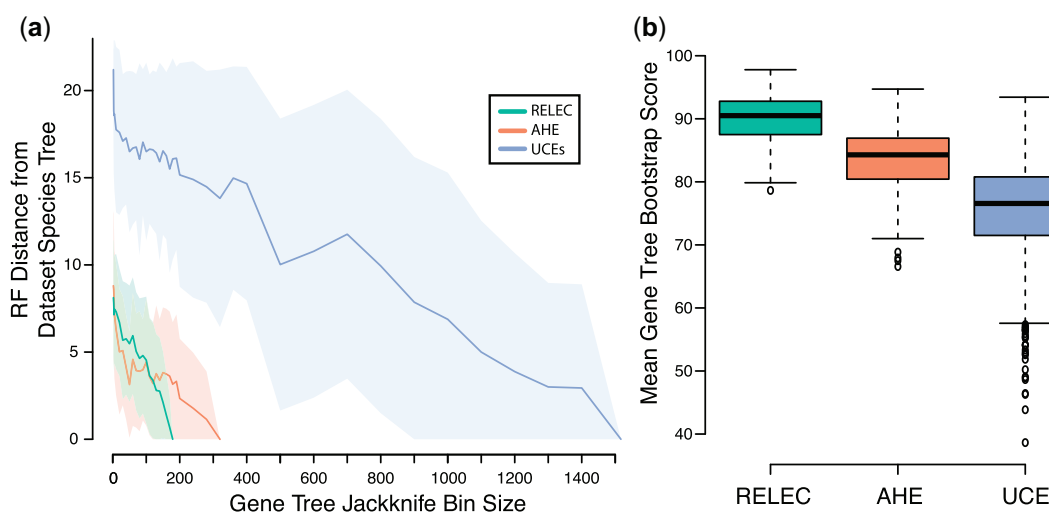 (a)
RF Distance from
Dataset Species Tree
20
15
10
5
0
RELEC
AHE
UCEs
0 200 400 600 800 1000 1200 1400
Gene Tree Jackknife Bin Size
(b)
Mean Gene Tree Bootstrap Score
100
90
80
70
60
50
40
RELEC AHE UCE